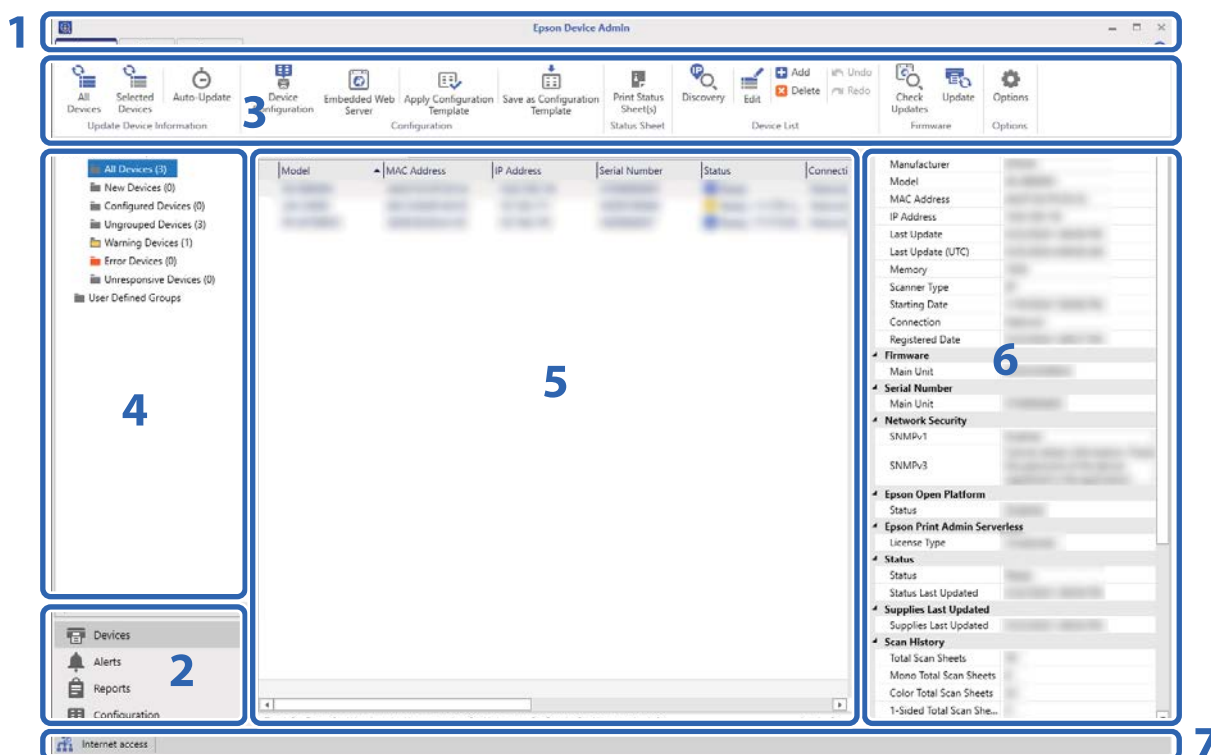 1
Epson Device Admin
All Devices
Selected Devices
Auto-Update
Update Device Information
3
Device Configuration
Embedded Web Server
Apply Configuration Template
Save as Configuration Template
Configuration
Print Status Sheet(s)
Status Sheet
Discovery
Edit
Add
Delete
Undo
Redo
Device List
Check Updates
Update
Firmware
Options
Options
All Devices (3)
New Devices (0)
Configured Devices (0)
Ungrouped Devices (3)
Warning Devices (1)
Error Devices (0)
Unresponsive Devices (0)
User Defined Groups
4
Devices
Alerts
Reports
Configuration
2
Model MAC Address IP Address Serial Number Status Connecti
5
Manufacturer
Model
MAC Address
IP Address
Last Update
Last Update (UTC)
Memory
Scanner Type
Starting Date
Connection
Registered Date
6
Firmware
Main Unit
Serial Number
Main Unit
Network Security
SNMPv1
SNMPv3
Epson Open Platform
Status
Epson Print Admin Serverless
License Type
Status
Status
Status Last Updated
Supplies Last Updated
Supplies Last Updated
Scan History
Total Scan Sheets
Mono Total Scan Sheets
Color Total Scan Sheets
1-Sided Total Scan She...
Internet access
7